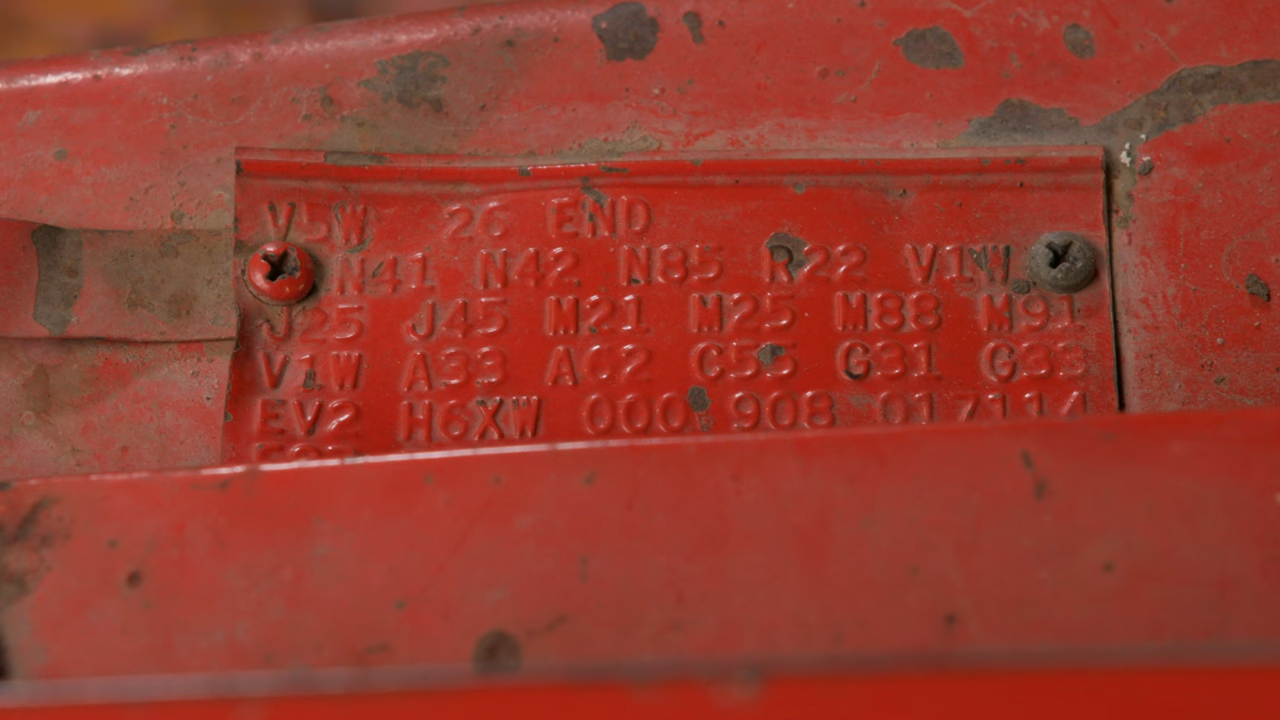 V5W 26 END
N41 N42 N85 R22 V1W
J25 J45 M21 M25 M88 M91
V1W A33 A62 C55 G31 G33
EV2 H6XW 000 908